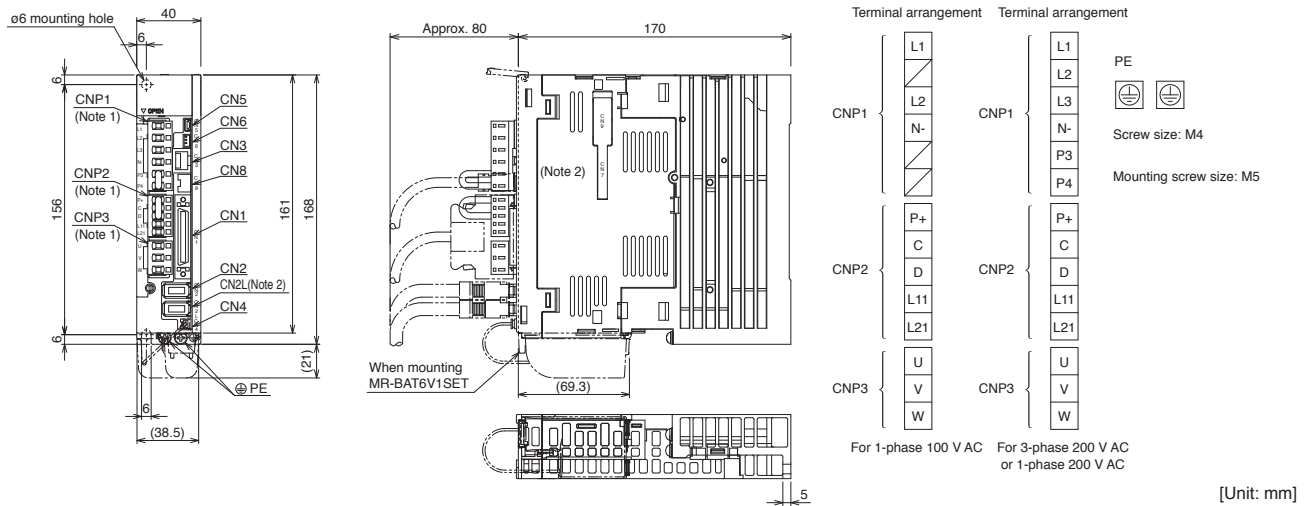 ø6 mounting hole
40
6
6
156
6
CNP1
(Note 1)
CNP2
(Note 1)
CNP3
(Note 1)
OPEN
CN5
CN6
CN3
CN8
CN1
CN2
CN2L(Note 2)
CN4
161
168
(21)
PE
6
(38.5)
Approx. 80
170
(Note 2)
When mounting
MR-BAT6V1SET
(69.3)
5
Terminal arrangement
CNP1
L1
L2
N-
CNP2
P+
C
D
L11
L21
CNP3
U
V
W
For 1-phase 100 V AC
Terminal arrangement
CNP1
L1
L2
L3
N-
P3
P4
CNP2
P+
C
D
L11
L21
CNP3
U
V
W
For 3-phase 200 V AC
or 1-phase 200 V AC
PE
Screw size: M4
Mounting screw size: M5
[Unit: mm]